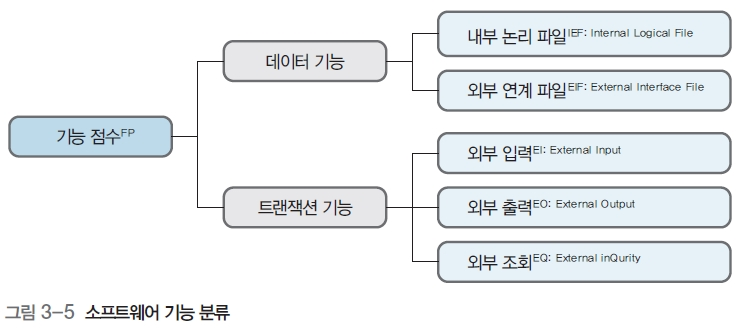 내부 논리 파일IEF: Internal Logical File
데이터 기능
외부 연계 파일EIF: External Interface File
기능 점수FP
외부 입력EI: External Input
트랜잭션 기능
외부 출력EO: External Output
외부 조회EQ: External inQurity
그림 3-5 소프트웨어 기능 분류